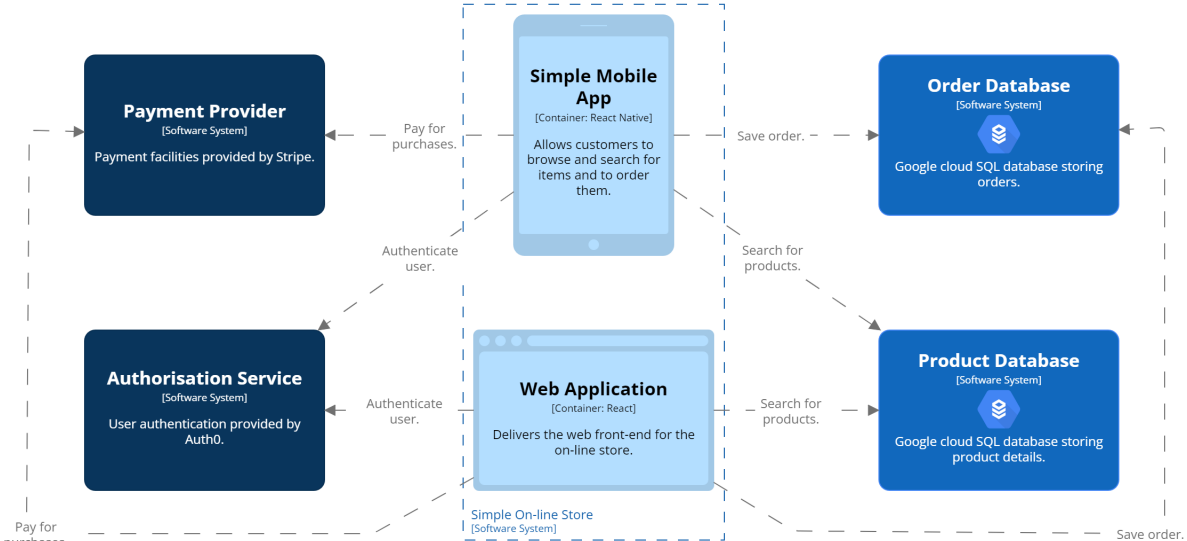 Payment Provider
[Software System]
Payment facilities provided by Stripe.
Pay for
purchases.
Simple Mobile
App
[Container: React Native]
Allows customers to
browse and search for
items and to order
them.
Save order.
Order Database
[Software System]
Google cloud SQL database storing
orders.
Authenticate
user.
Search for
products.
Authorisation Service
[Software System]
User authentication provided by
Auth0.
Authenticate
user.
Web Application
[Container: React]
Delivers the web front-end for the
on-line store.
Search for
products.
Product Database
[Software System]
Google cloud SQL database storing
product details.
Simple On-line Store
[Software System]
Pay for
purchases.
Save order.